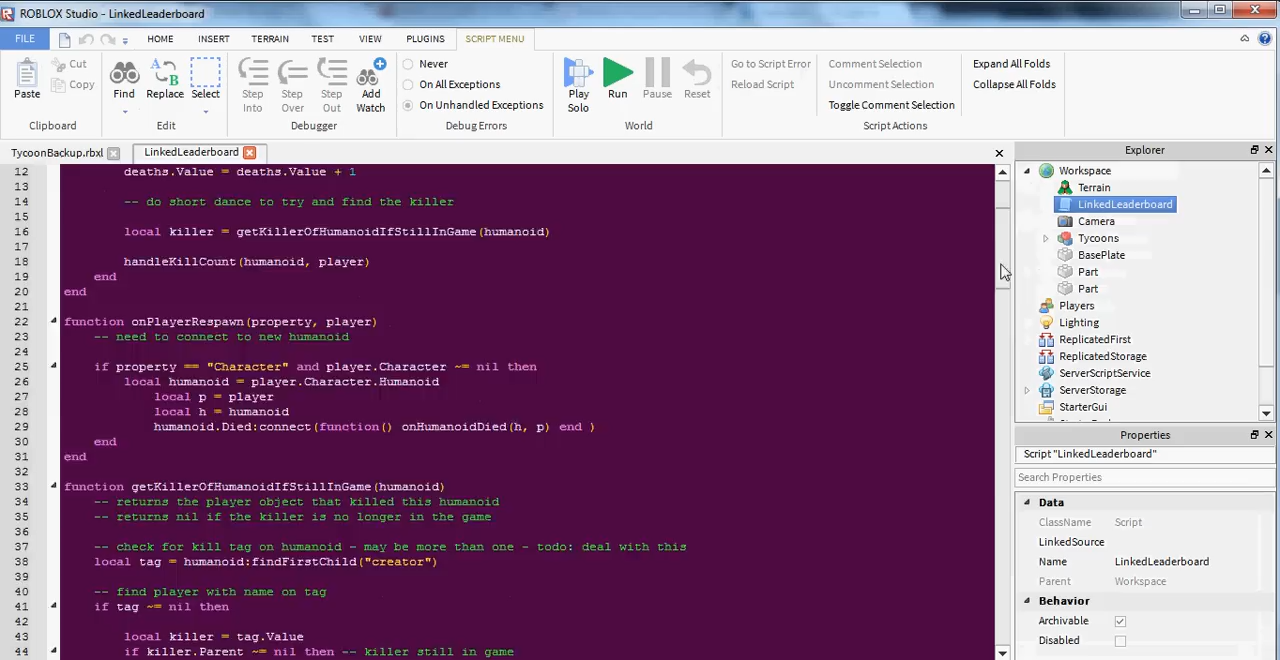 ROBLOX Studio - LinkedLeaderboard
FILE HOME INSERT TERRAIN TEST VIEW PLUGINS SCRIPT MENU
Paste Cut Copy Find Replace Select Step Into Step Over Step Out Add Watch
Never
On All Exceptions
On Unhandled Exceptions
Play Solo Run Pause Reset
Go to Script Error
Reload Script
Comment Selection
Uncomment Selection
Toggle Comment Selection
Expand All Folds
Collapse All Folds
Clipboard Edit Debugger Debug Errors World Script Actions
TycoonBackup.rbxl LinkedLeaderboard
12 deaths.Value = deaths.Value + 1
13
14 -- do short dance to try and find the killer
15
16 local killer = getKillerOfHumanoidIfStillInGame(humanoid)
17
18 handleKillCount(humanoid, player)
19 end
20 end
21
22 function onPlayerRespawn(property, player)
23 -- need to connect to new humanoid
24
25 if property == "Character" and player.Character ~= nil then
26 local humanoid = player.Character.Humanoid
27 local p = player
28 local h = humanoid
29 humanoid.Died:connect(function() onHumanoidDied(h, p) end )
30 end
31 end
32
33 function getKillerOfHumanoidIfStillInGame(humanoid)
34 -- returns the player object that killed this humanoid
35 -- returns nil if the killer is no longer in the game
36
37 -- check for kill tag on humanoid - may be more than one - todo: deal with this
38 local tag = humanoid:findFirstChild("creator")
39
40 -- find player with name on tag
41 if tag ~= nil then
42
43 local killer = tag.Value
44 if killer.Parent ~= nil then -- killer still in game
Explorer
Workspace
Terrain
LinkedLeaderboard
Camera
Tycoons
BasePlate
Part
Part
Players
Lighting
ReplicatedFirst
ReplicatedStorage
ServerScriptService
ServerStorage
StarterGui
Properties
Script "LinkedLeaderboard"
Search Properties
Data
ClassName Script
LinkedSource
Name LinkedLeaderboard
Parent Workspace
Behavior
Archivable
Disabled